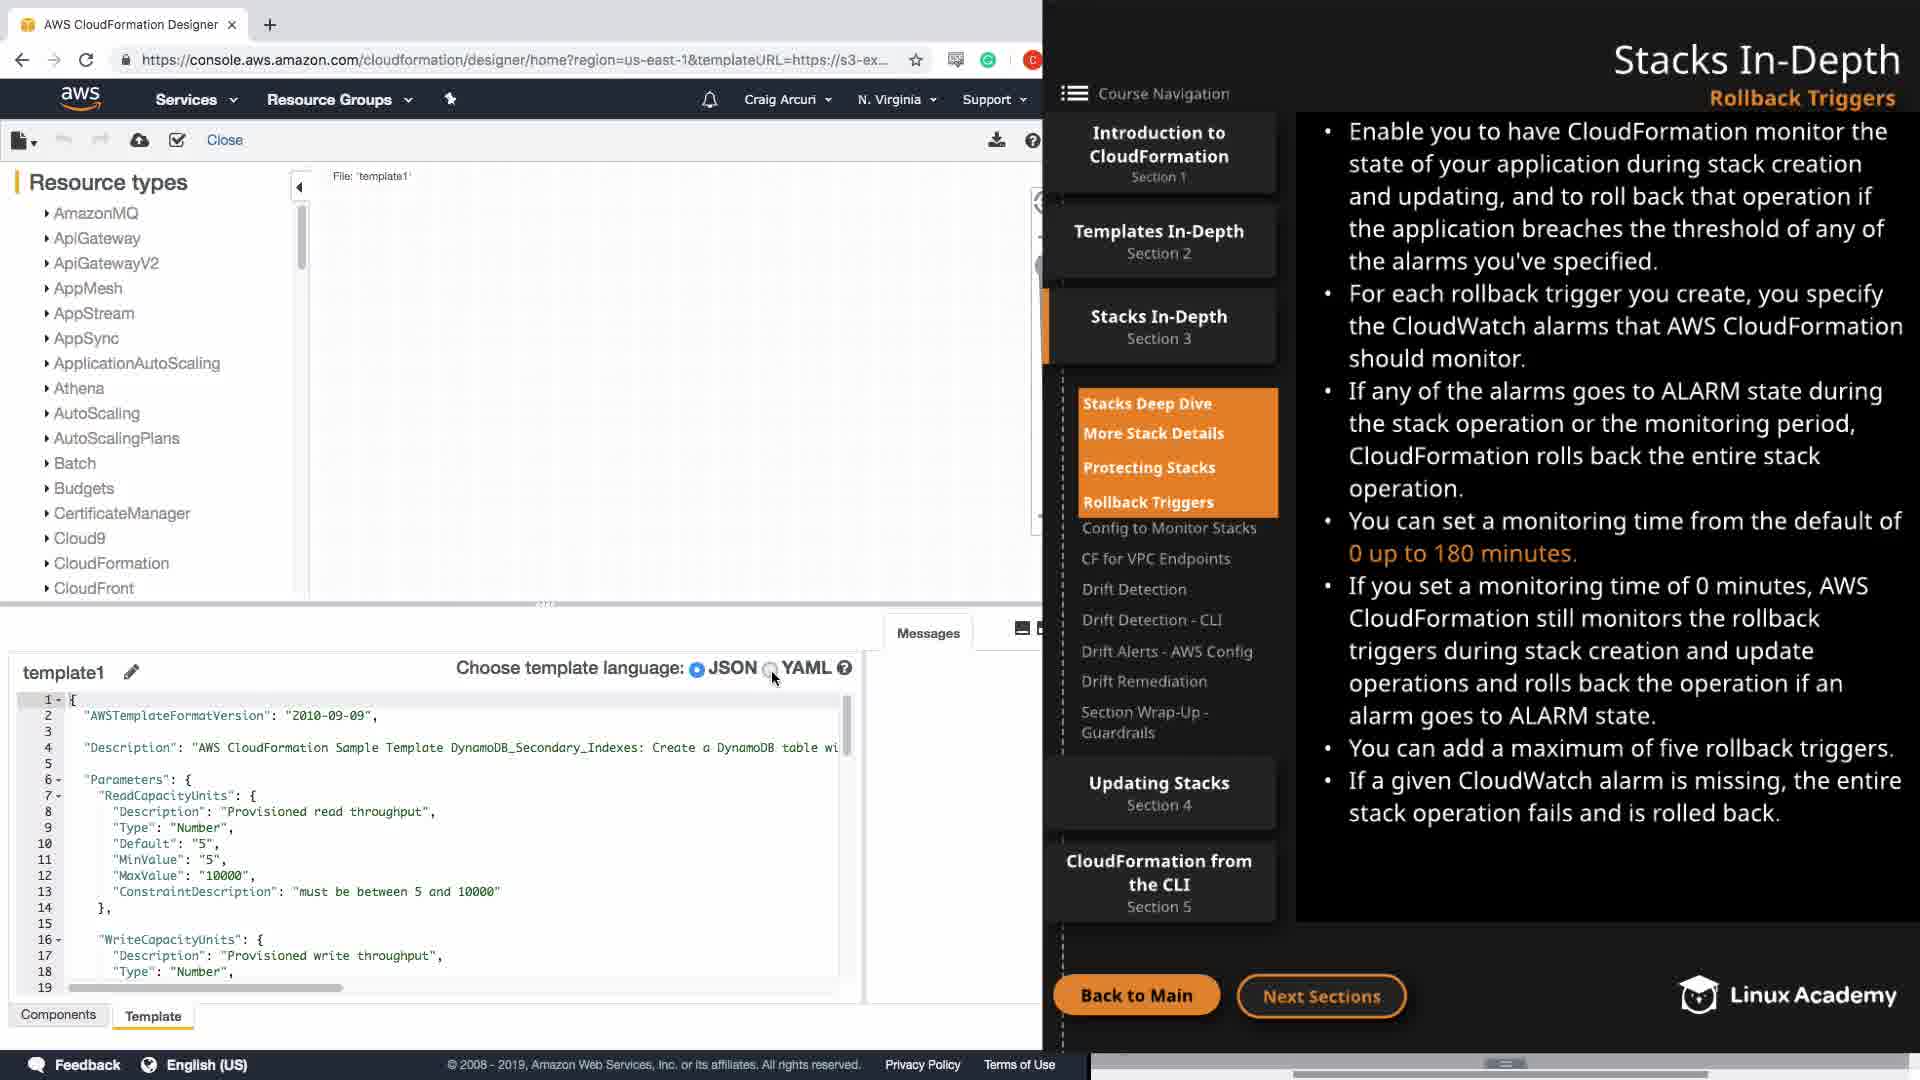 AWS CloudFormation Designer
https://console.aws.amazon.com/cloudformation/designer/home?region=us-east-1&templateURL=https://s3-ex...
aws
Services
Resource Groups
Craig Arcuri
N. Virginia
Support
Close
Resource types
AmazonMQ
ApiGateway
ApiGatewayV2
AppMesh
AppStream
AppSync
ApplicationAutoScaling
Athena
AutoScaling
AutoScalingPlans
Batch
Budgets
CertificateManager
Cloud9
CloudFormation
CloudFront
File: 'template1'
Messages
template1
Choose template language: JSON YAML
1 {
2 "AWSTemplateFormatVersion": "2010-09-09",
3
4 "Description": "AWS CloudFormation Sample Template DynamoDB_Secondary_Indexes: Create a DynamoDB table wi
5
6 "Parameters": {
7 "ReadCapacityUnits": {
8 "Description": "Provisioned read throughput",
9 "Type": "Number",
10 "Default": "5",
11 "MinValue": "5",
12 "MaxValue": "10000",
13 "ConstraintDescription": "must be between 5 and 10000"
14 },
15
16 "WriteCapacityUnits": {
17 "Description": "Provisioned write throughput",
18 "Type": "Number",
19
Components
Template
Feedback
English (US)
© 2008 - 2019, Amazon Web Services, Inc. or its affiliates. All rights reserved.
Privacy Policy
Terms of Use
Stacks In-Depth
Rollback Triggers
Course Navigation
Introduction to
CloudFormation
Section 1
Templates In-Depth
Section 2
Stacks In-Depth
Section 3
Stacks Deep Dive
More Stack Details
Protecting Stacks
Rollback Triggers
Config to Monitor Stacks
CF for VPC Endpoints
Drift Detection
Drift Detection - CLI
Drift Alerts - AWS Config
Drift Remediation
Section Wrap-Up -
Guardrails
Updating Stacks
Section 4
CloudFormation from
the CLI
Section 5
Back to Main
Next Sections
• Enable you to have CloudFormation monitor the
state of your application during stack creation
and updating, and to roll back that operation if
the application breaches the threshold of any of
the alarms you've specified.
• For each rollback trigger you create, you specify
the CloudWatch alarms that AWS CloudFormation
should monitor.
• If any of the alarms goes to ALARM state during
the stack operation or the monitoring period,
CloudFormation rolls back the entire stack
operation.
• You can set a monitoring time from the default of
0 up to 180 minutes.
• If you set a monitoring time of 0 minutes, AWS
CloudFormation still monitors the rollback
triggers during stack creation and update
operations and rolls back the operation if an
alarm goes to ALARM state.
• You can add a maximum of five rollback triggers.
• If a given CloudWatch alarm is missing, the entire
stack operation fails and is rolled back.
Linux Academy